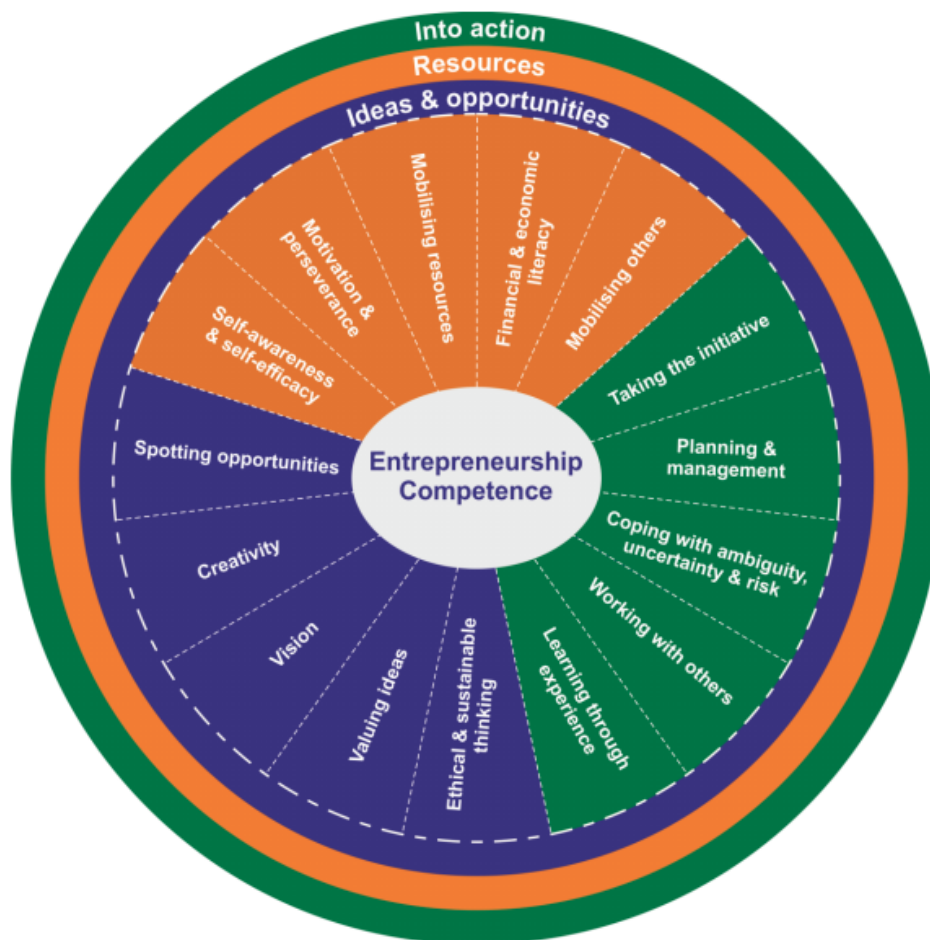 Into action
Resources
Ideas & opportunities
Self-awareness
& self-efficacy
Motivation &
perseverance
Mobilising resources
Financial & economic
literacy
Mobilising others
Taking the initiative
Planning &
management
Coping with ambiguity,
uncertainty & risk
Working with others
Learning through
experience
Ethical & sustainable
thinking
Valuing ideas
Vision
Creativity
Spotting opportunities
Entrepreneurship
Competence